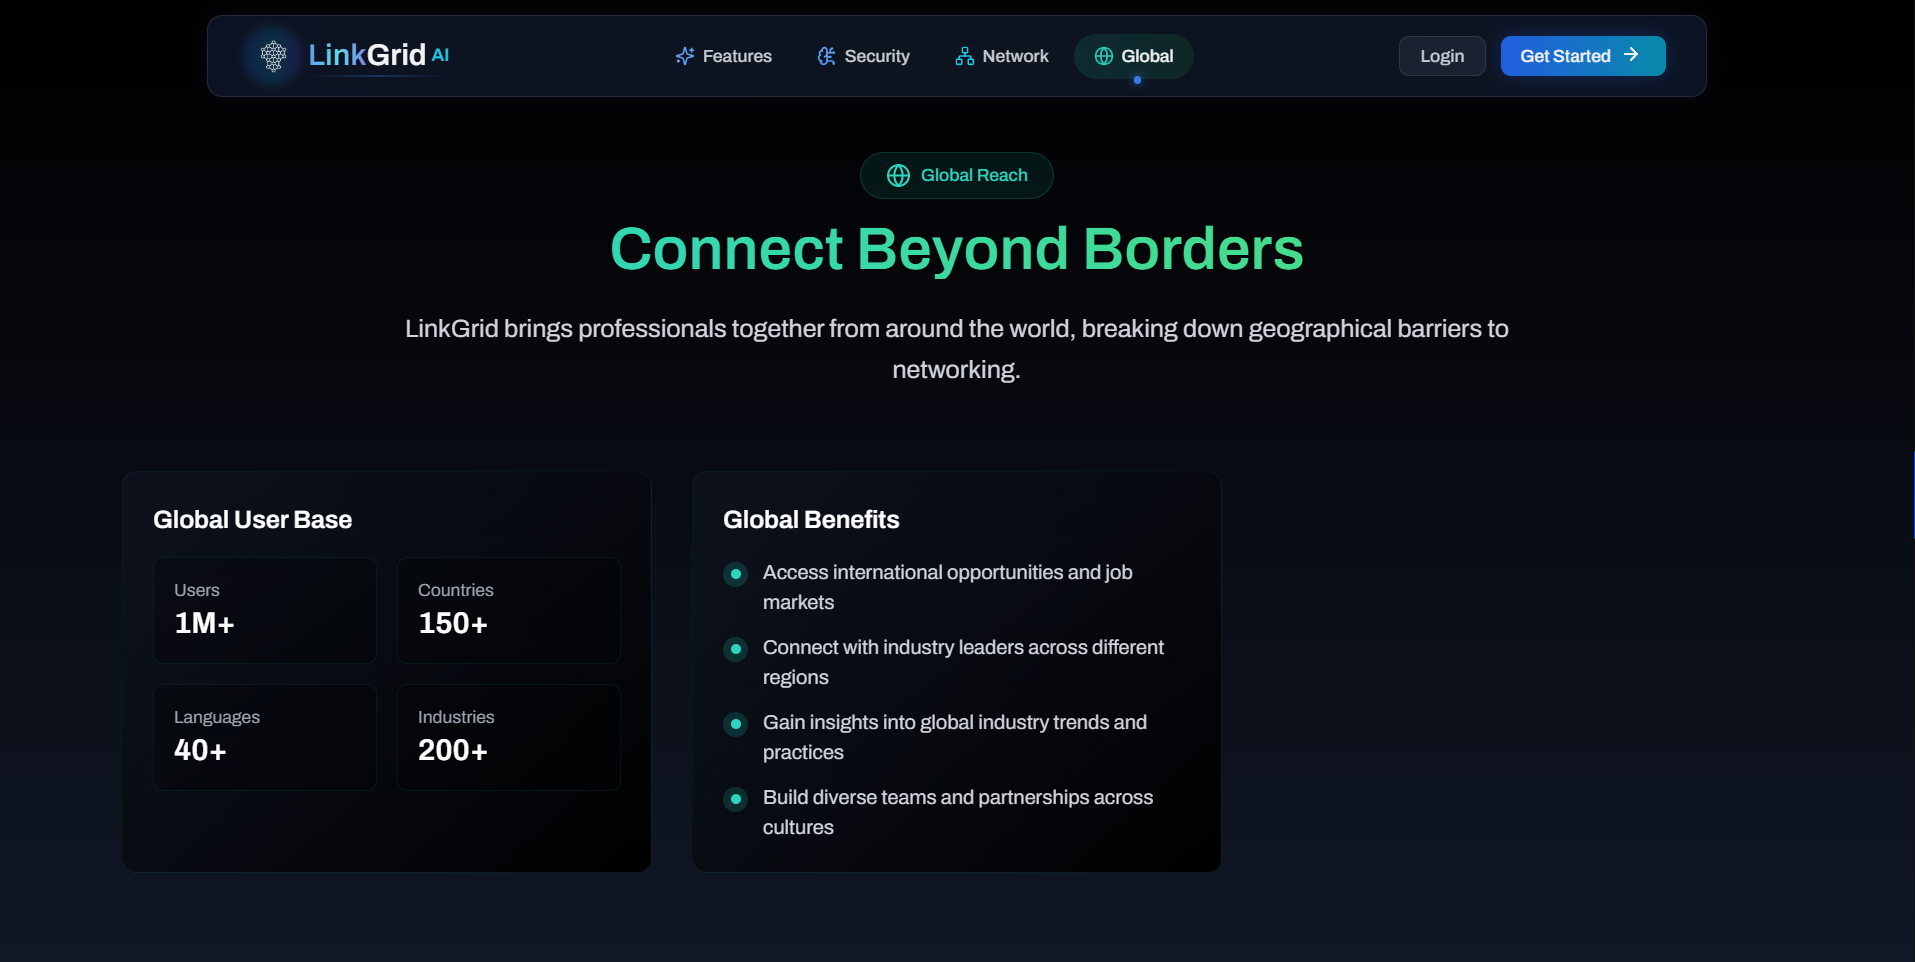 LinkGrid AI
Features
Security
Network
Global
Login
Get Started
Global Reach
Connect Beyond Borders
LinkGrid brings professionals together from around the world, breaking down geographical barriers to
networking.
Global User Base
Users
1M+
Countries
150+
Languages
40+
Industries
200+
Global Benefits
Access international opportunities and job
markets
Connect with industry leaders across different
regions
Gain insights into global industry trends and
practices
Build diverse teams and partnerships across
cultures